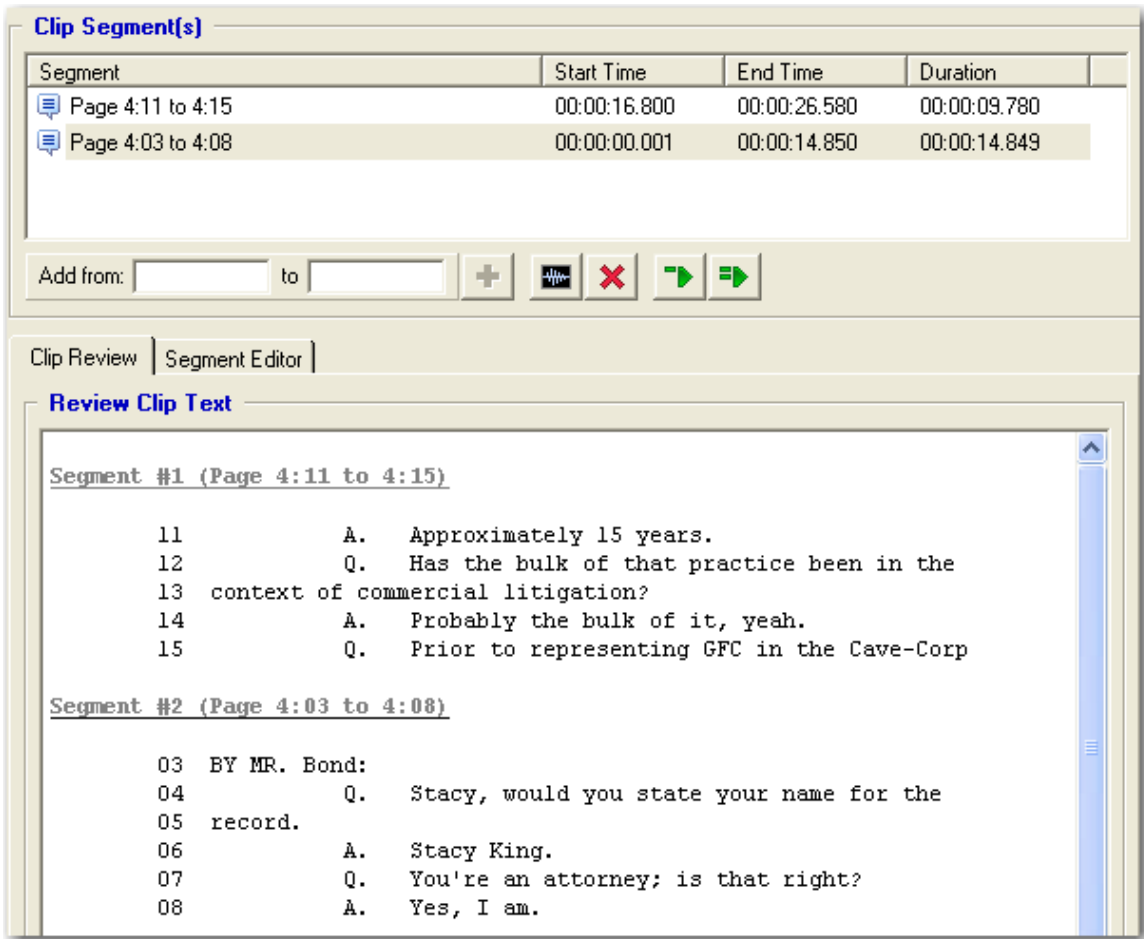 Clip Segment(s)
Segment Start Time End Time Duration
Page 4:11 to 4:15 00:00:16.800 00:00:26.580 00:00:09.780
Page 4:03 to 4:08 00:00:00.001 00:00:14.850 00:00:14.849
Add from: to
Clip Review Segment Editor
Review Clip Text
Segment #1 (Page 4:11 to 4:15)
11 A. Approximately 15 years.
12 Q. Has the bulk of that practice been in the
13 context of commercial litigation?
14 A. Probably the bulk of it, yeah.
15 Q. Prior to representing GFC in the Cave-Corp
Segment #2 (Page 4:03 to 4:08)
03 BY MR. Bond:
04 Q. Stacy, would you state your name for the
05 record.
06 A. Stacy King.
07 Q. You're an attorney; is that right?
08 A. Yes, I am.